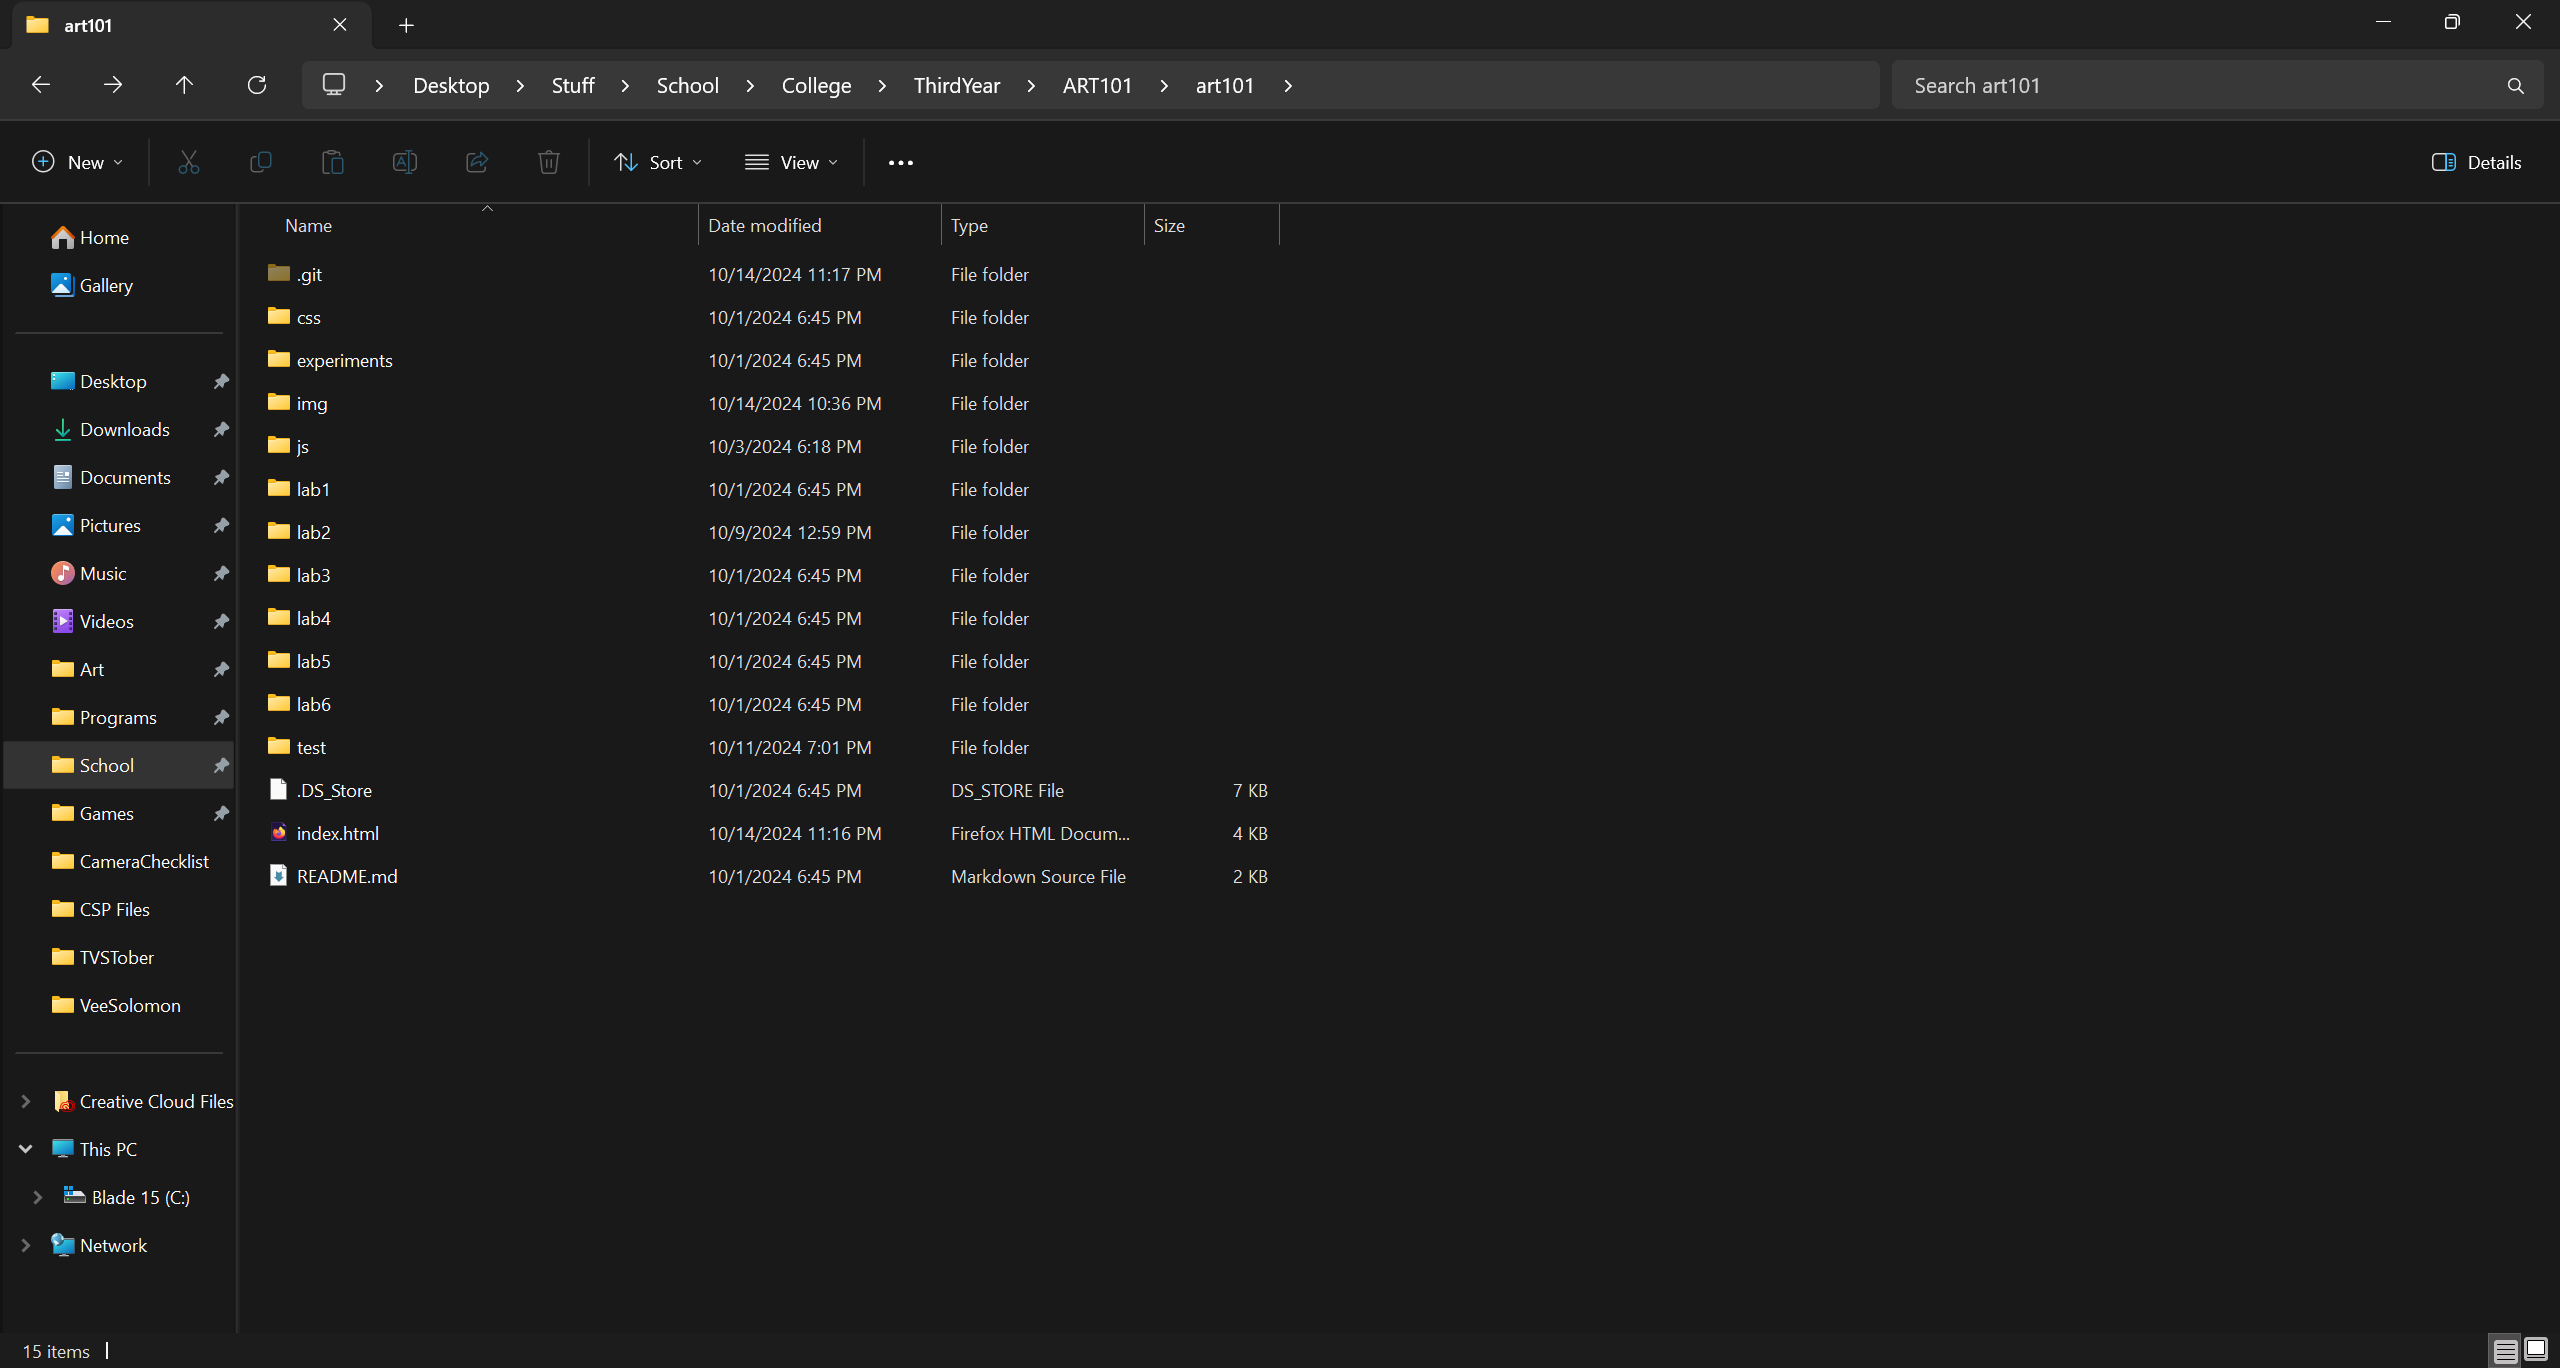 art101
Desktop > Stuff > School > College > ThirdYear > ART101 > art101 >
Search art101
New
Sort
View
Details
Home
Gallery
Desktop
Downloads
Documents
Pictures
Music
Videos
Art
Programs
School
Games
CameraChecklist
CSP Files
TVSTober
VeeSolomon
Creative Cloud Files
This PC
Blade 15 (C:)
Network
Name Date modified Type Size
.git 10/14/2024 11:17 PM File folder
css 10/1/2024 6:45 PM File folder
experiments 10/1/2024 6:45 PM File folder
img 10/14/2024 10:36 PM File folder
js 10/3/2024 6:18 PM File folder
lab1 10/1/2024 6:45 PM File folder
lab2 10/9/2024 12:59 PM File folder
lab3 10/1/2024 6:45 PM File folder
lab4 10/1/2024 6:45 PM File folder
lab5 10/1/2024 6:45 PM File folder
lab6 10/1/2024 6:45 PM File folder
test 10/11/2024 7:01 PM File folder
.DS_Store 10/1/2024 6:45 PM DS_STORE File 7 KB
index.html 10/14/2024 11:16 PM Firefox HTML Docum... 4 KB
README.md 10/1/2024 6:45 PM Markdown Source File 2 KB
15 items